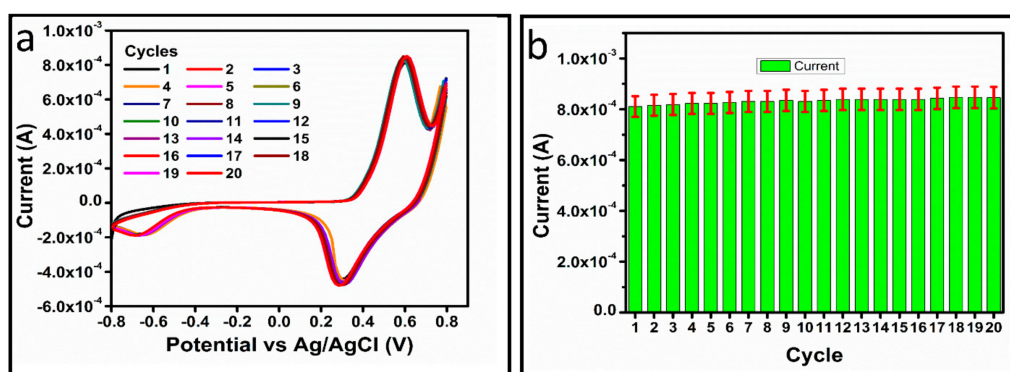 a
Cycles
1 2 3
4 5 6
7 8 9
10 11 12
13 14 15
16 17 18
19 20
1.0x10⁻³
8.0x10⁻⁴
6.0x10⁻⁴
4.0x10⁻⁴
2.0x10⁻⁴
0.0
-2.0x10⁻⁴
-4.0x10⁻⁴
-6.0x10⁻⁴
Current (A)
-0.8 -0.6 -0.4 -0.2 0.0 0.2 0.4 0.6 0.8
Potential vs Ag/AgCl (V)
b
Current
1.0x10⁻³
8.0x10⁻⁴
6.0x10⁻⁴
4.0x10⁻⁴
2.0x10⁻⁴
0.0
Current (A)
1 2 3 4 5 6 7 8 9 10 11 12 13 14 15 16 17 18 19 20
Cycle